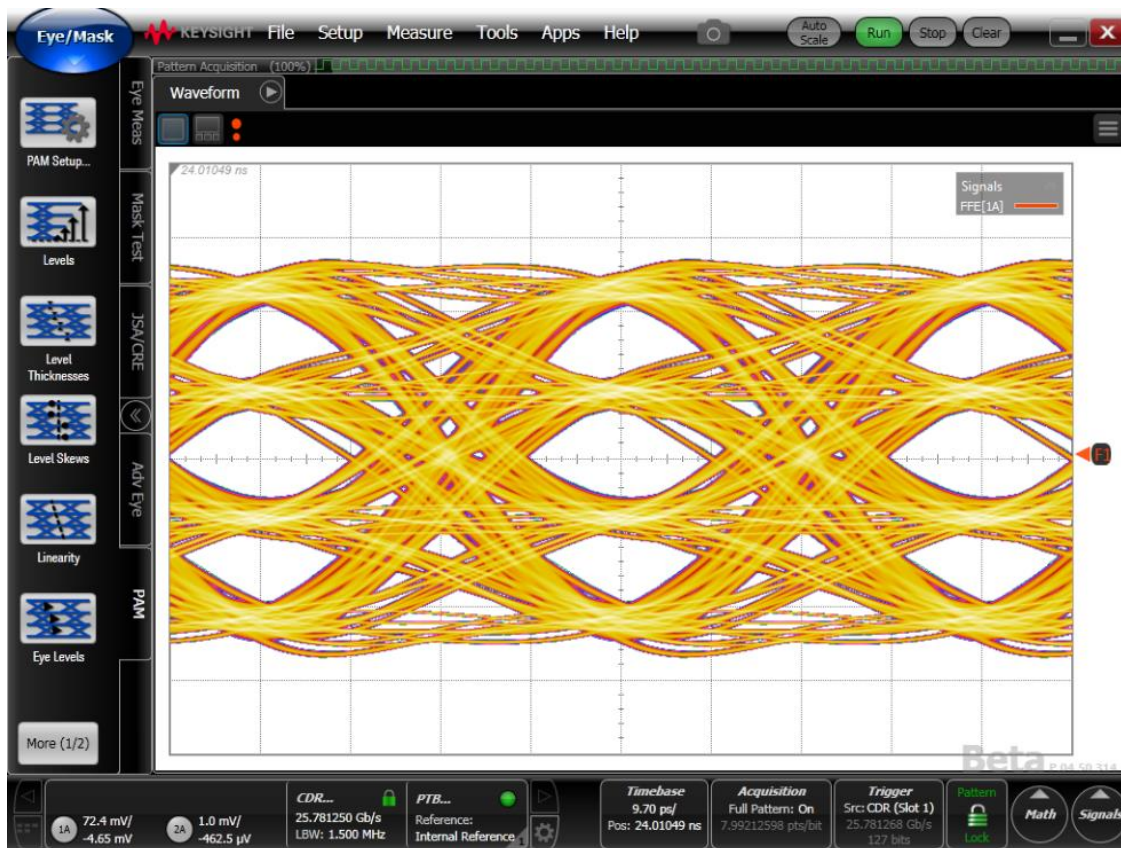 Eye/Mask
KEYSIGHT File Setup Measure Tools Apps Help
Auto Scale
Run
Stop
Clear
X
Pattern Acquisition (100%)
Waveform
PAM Setup...
Levels
Level
Thicknesses
Level Skews
Linearity
Eye Levels
More (1/2)
Eye Meas
Mask Test
JSA/CRE
Adv Eye
PAM
24.01049 ns
Signals
FFE[1A]
F1
Beta P.04.50.314
1A 72.4 mV/
-4.65 mV
2A 1.0 mV/
-462.5 µV
CDR...
25.781250 Gb/s
LBW: 1.500 MHz
PTB...
Reference:
Internal Reference
1
Timebase
9.70 ps/
Pos: 24.01049 ns
Acquisition
Full Pattern: On
7.99212598 pts/bit
Trigger
Src: CDR (Slot 1)
25.781268 Gb/s
127 bits
Pattern
Lock
Math
Signals